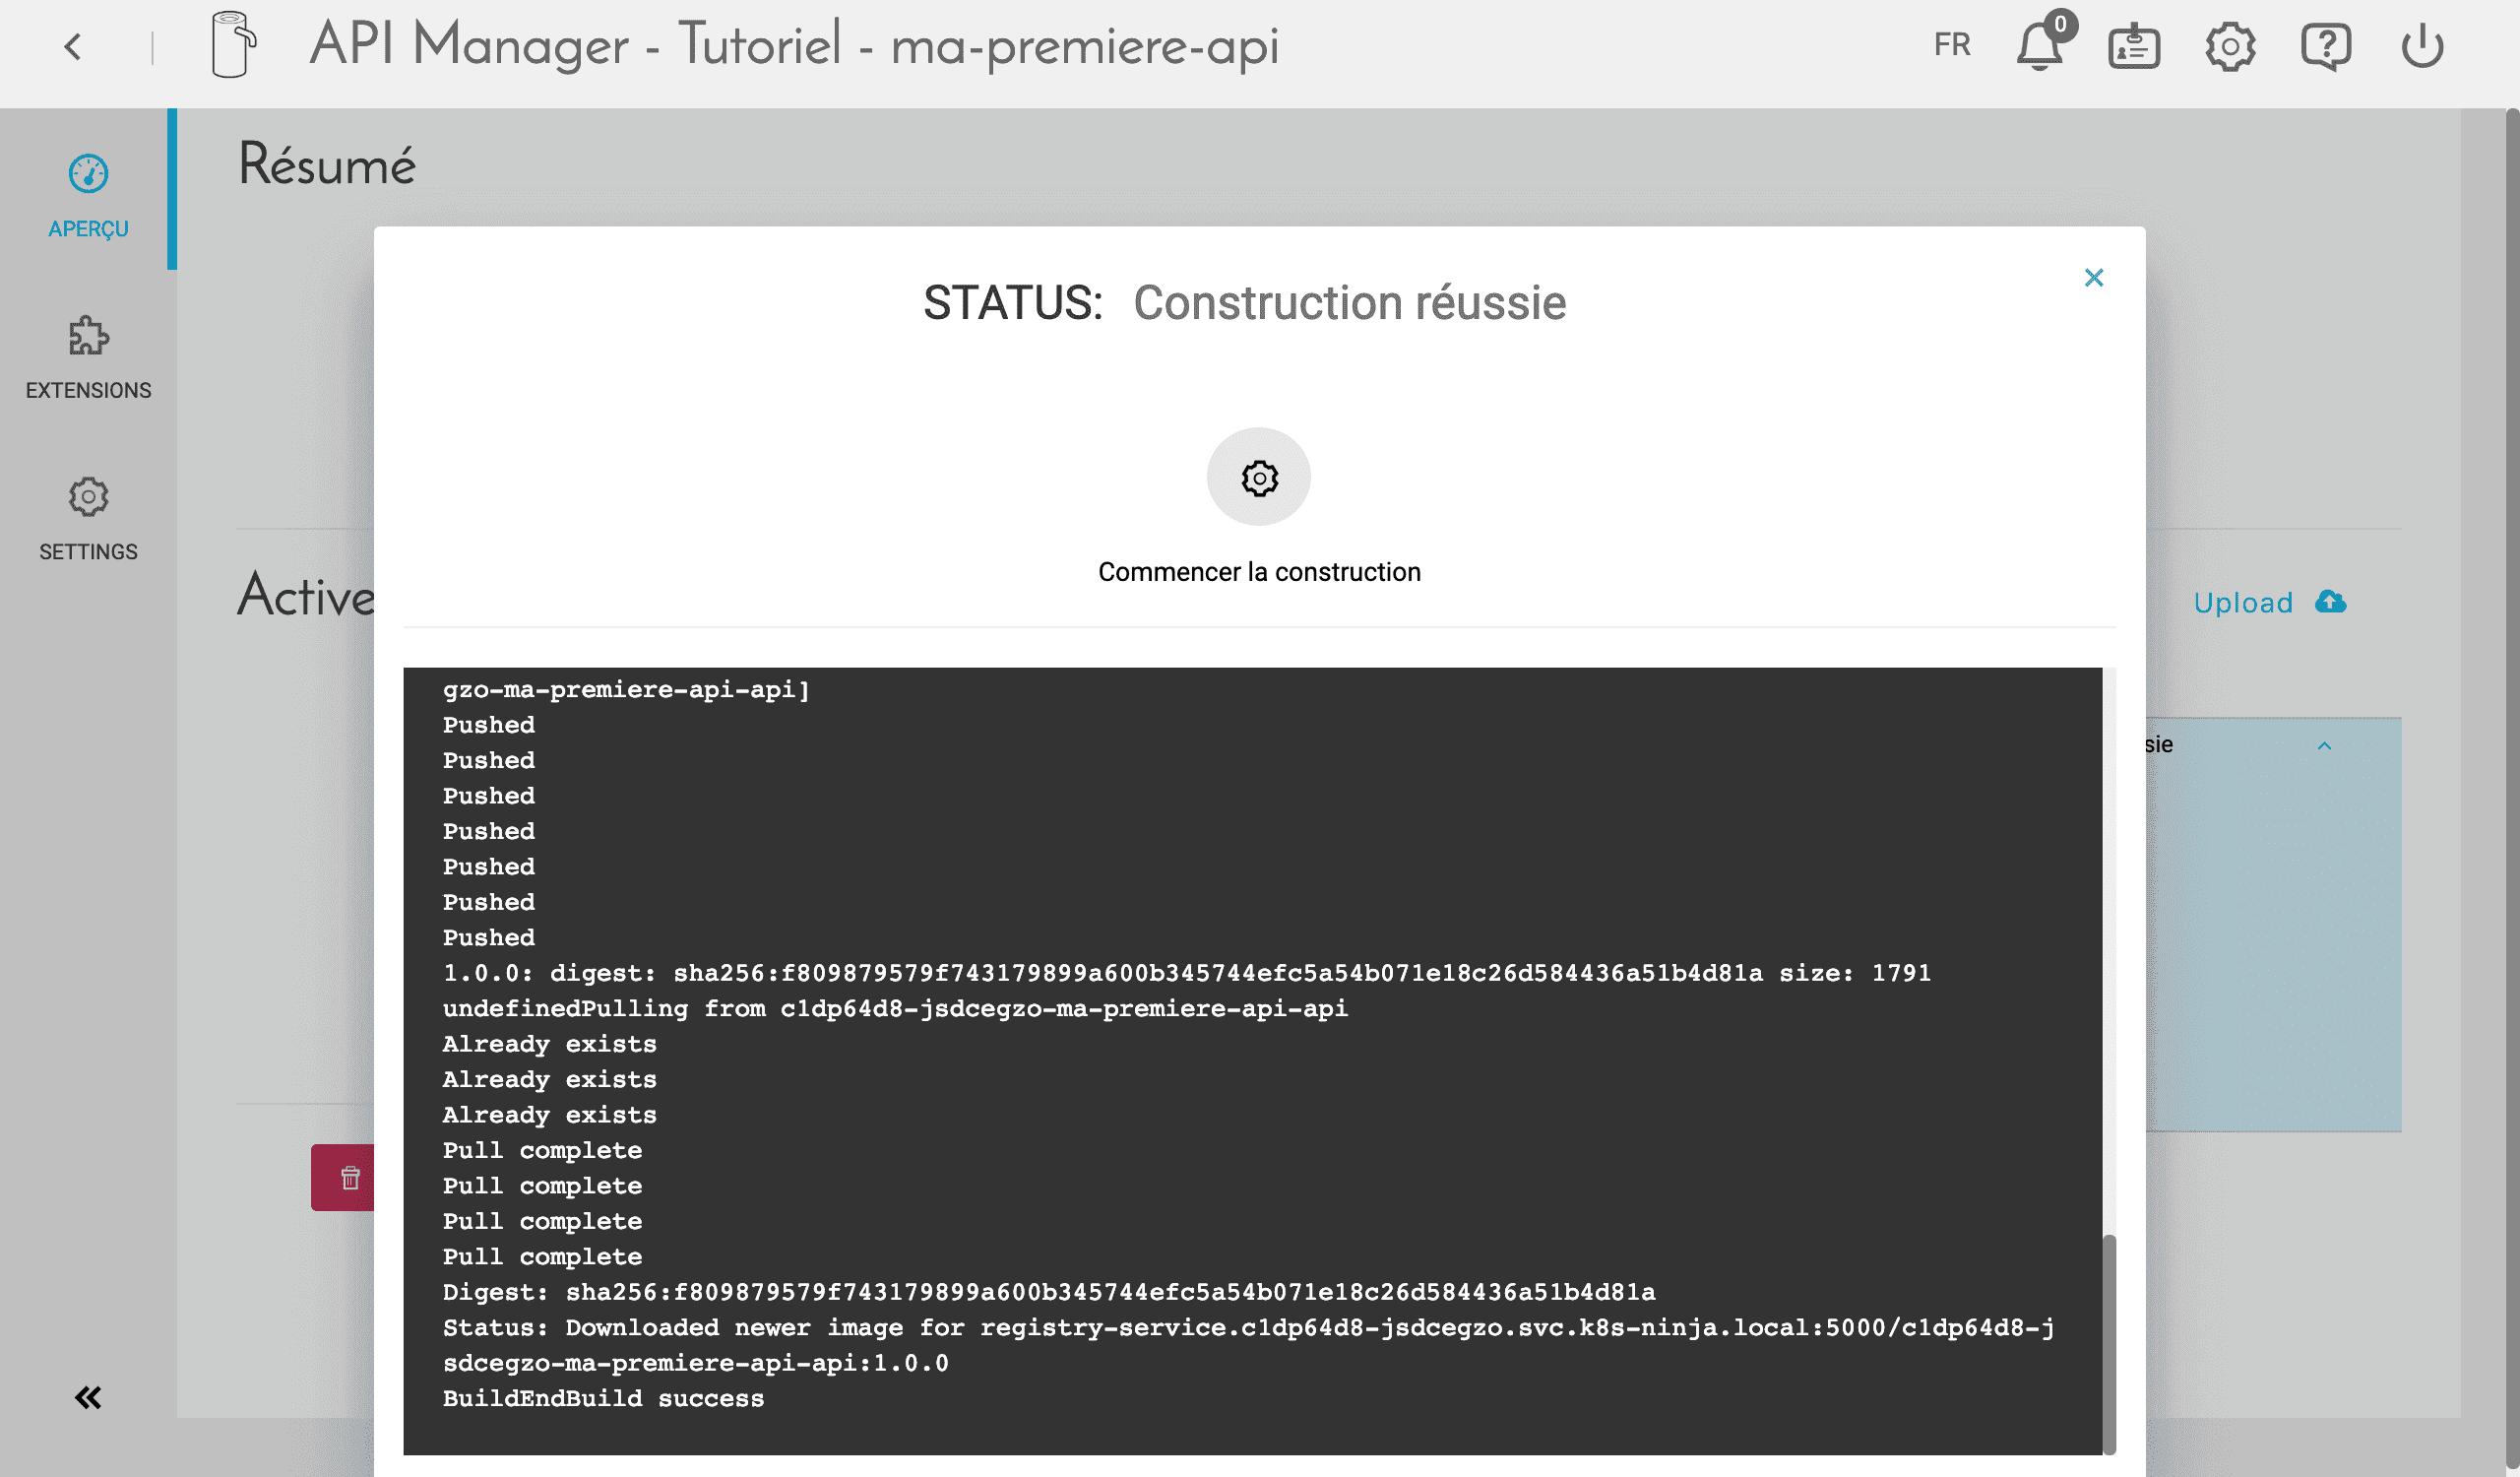 API Manager - Tutoriel - ma-premiere-api
FR
0
APERÇU
EXTENSIONS
SETTINGS
Résumé
STATUS: Construction réussie
Commencer la construction
Active
Upload
sie
gzo-ma-premiere-api-api]
Pushed
Pushed
Pushed
Pushed
Pushed
Pushed
Pushed
1.0.0: digest: sha256:f809879579f743179899a600b345744efc5a54b071e18c26d584436a51b4d81a size: 1791
undefinedPulling from c1dp64d8-jsdcegzo-ma-premiere-api-api
Already exists
Already exists
Already exists
Pull complete
Pull complete
Pull complete
Pull complete
Digest: sha256:f809879579f743179899a600b345744efc5a54b071e18c26d584436a51b4d81a
Status: Downloaded newer image for registry-service.c1dp64d8-jsdcegzo.svc.k8s-ninja.local:5000/c1dp64d8-j
sdcegzo-ma-premiere-api-api:1.0.0
BuildEndBuild success